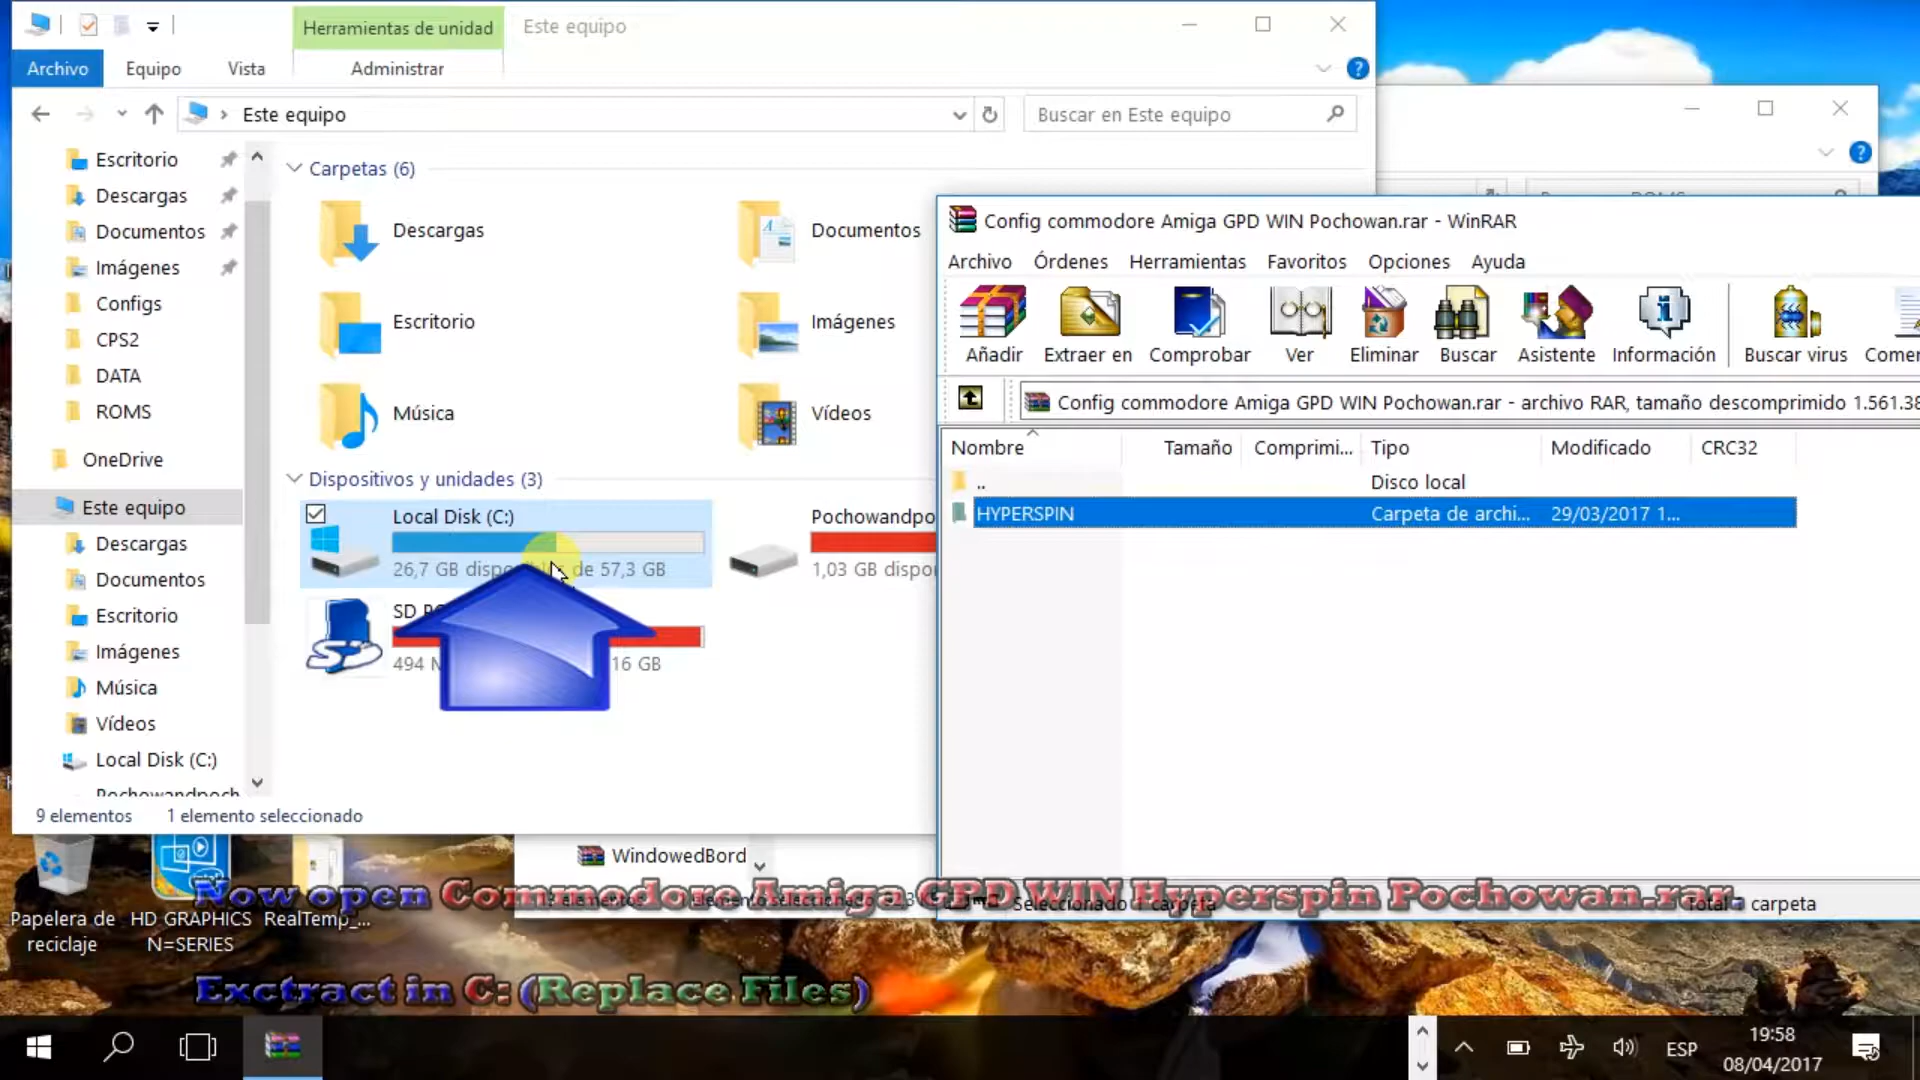 Herramientas de unidad
Este equipo
Archivo
Equipo
Vista
Administrar
Este equipo
Buscar en Este equipo
Escritorio
Descargas
Documentos
Imágenes
Configs
CPS2
DATA
ROMS
OneDrive
Este equipo
Descargas
Documentos
Escritorio
Imágenes
Música
Vídeos
Local Disk (C:)
Pochowandpoch
Carpetas (6)
Descargas
Documentos
Escritorio
Imágenes
Música
Vídeos
Dispositivos y unidades (3)
Local Disk (C:)
26,7 GB de 57,3 GB
Pochowandpo
1,03 GB dispo
SD
494
16 GB
9 elementos
1 elemento seleccionado
Config commodore Amiga GPD WIN Pochowan.rar - WinRAR
Archivo Órdenes Herramientas Favoritos Opciones Ayuda
Añadir
Extraer en
Comprobar
Ver
Eliminar
Buscar
Asistente
Información
Buscar virus
Comen
Config commodore Amiga GPD WIN Pochowan.rar - archivo RAR, tamaño descomprimido 1.561.38
Nombre Tamaño Comprimi... Tipo Modificado CRC32
.. Disco local
HYPERSPIN Carpeta de archi... 29/03/2017 1...
Seleccionado 1 carpeta
Total carpeta
WindowedBord
elementos
1 elemento seleccionado
Now open Commodore Amiga GPD WIN Hyperspin Pochowan.rar
Exctract in C: (Replace Files)
Papelera de
reciclaje
HD GRAPHICS
N=SERIES
RealTemp_...
ESP
19:58
08/04/2017